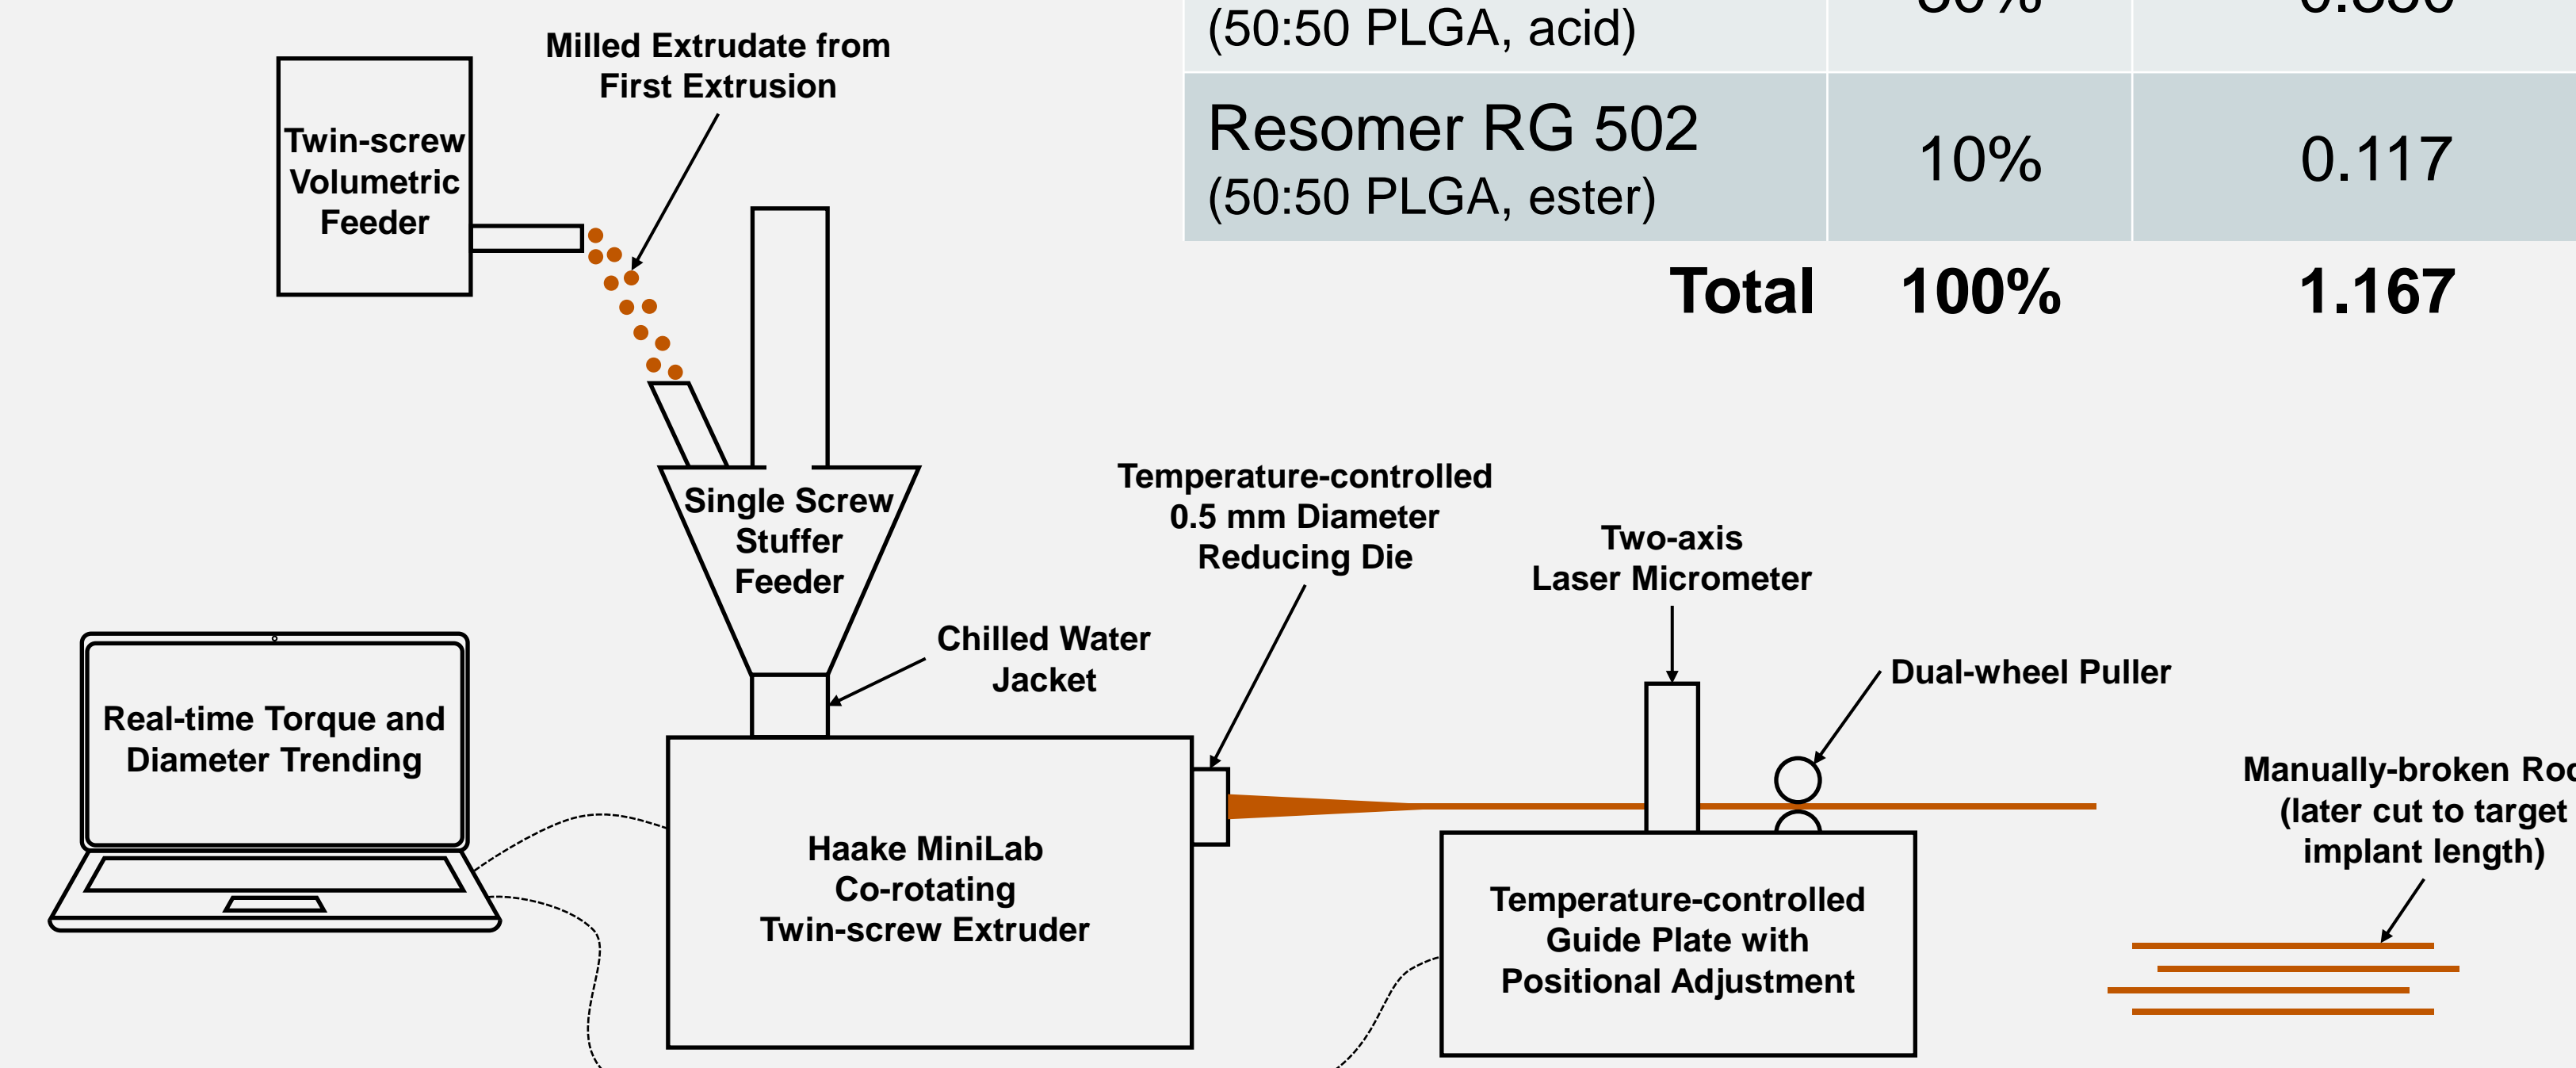 (50:50 PLGA, acid)
Resomer RG 502
(50:50 PLGA, ester)
10%
0.117
Total 100% 1.167
Milled Extrudate from
First Extrusion
Twin-screw
Volumetric
Feeder
Single Screw
Stuffer
Feeder
Temperature-controlled
0.5 mm Diameter
Reducing Die
Two-axis
Laser Micrometer
Chilled Water
Jacket
Dual-wheel Puller
Real-time Torque and
Diameter Trending
Manually-broken
(later cut to target
implant length)
Haake MiniLab
Co-rotating
Twin-screw Extruder
Temperature-controlled
Guide Plate with
Positional Adjustment